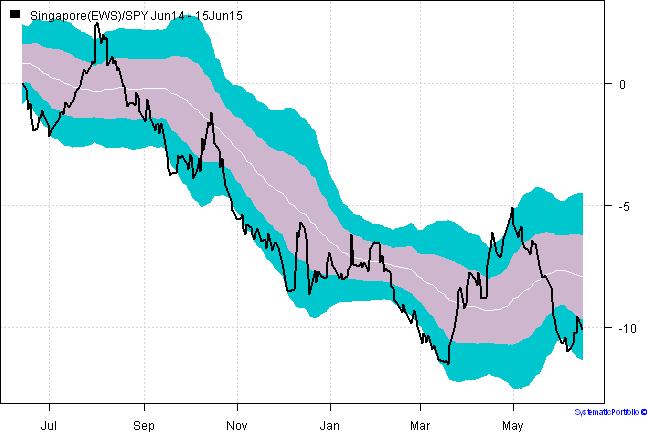 Singapore(EWS)/SPY Jun14 - 15Jun15
0
-5
-10
Jul Sep Nov Jan Mar May
SystematicPortfolio ©